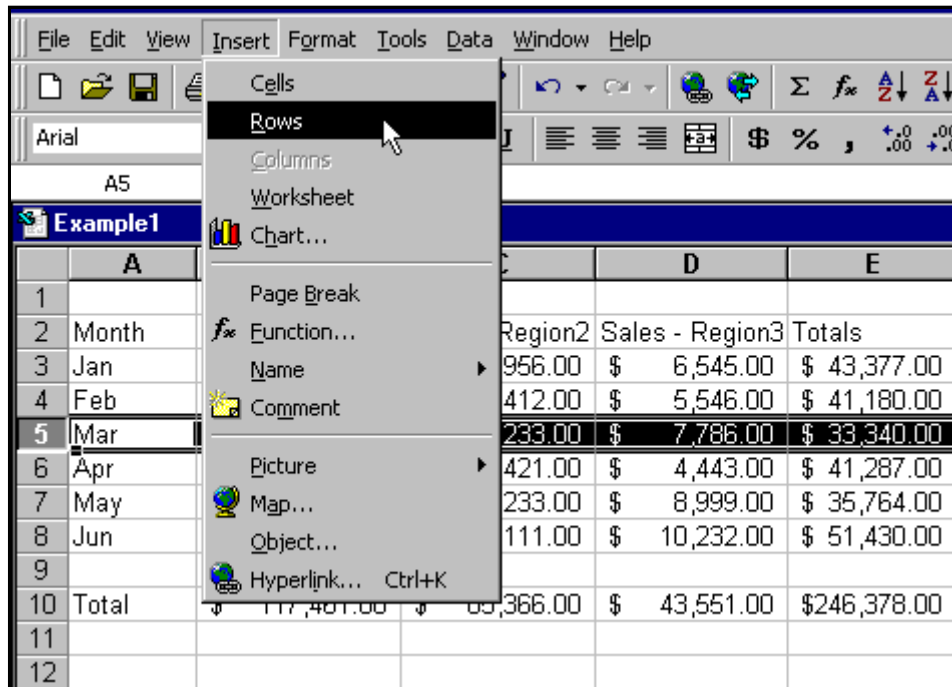 File Edit View Insert Format Tools Data Window Help
Arial
A5
Example1
Cells
Rows
Columns
Worksheet
Chart...
Page Break
Function...
Name
Comment
Picture
Map...
Object...
Hyperlink... Ctrl+K
A D E
1
2 Month Region2 Sales - Region3 Totals
3 Jan 956.00 $ 6,545.00 $ 43,377.00
4 Feb 412.00 $ 5,546.00 $ 41,180.00
5 Mar 233.00 $ 7,786.00 $ 33,340.00
6 Apr 421.00 $ 4,443.00 $ 41,287.00
7 May 233.00 $ 8,999.00 $ 35,764.00
8 Jun 111.00 $ 10,232.00 $ 51,430.00
9
10 Total $ 117,461.00 $ 366.00 $ 43,551.00 $246,378.00
11
12